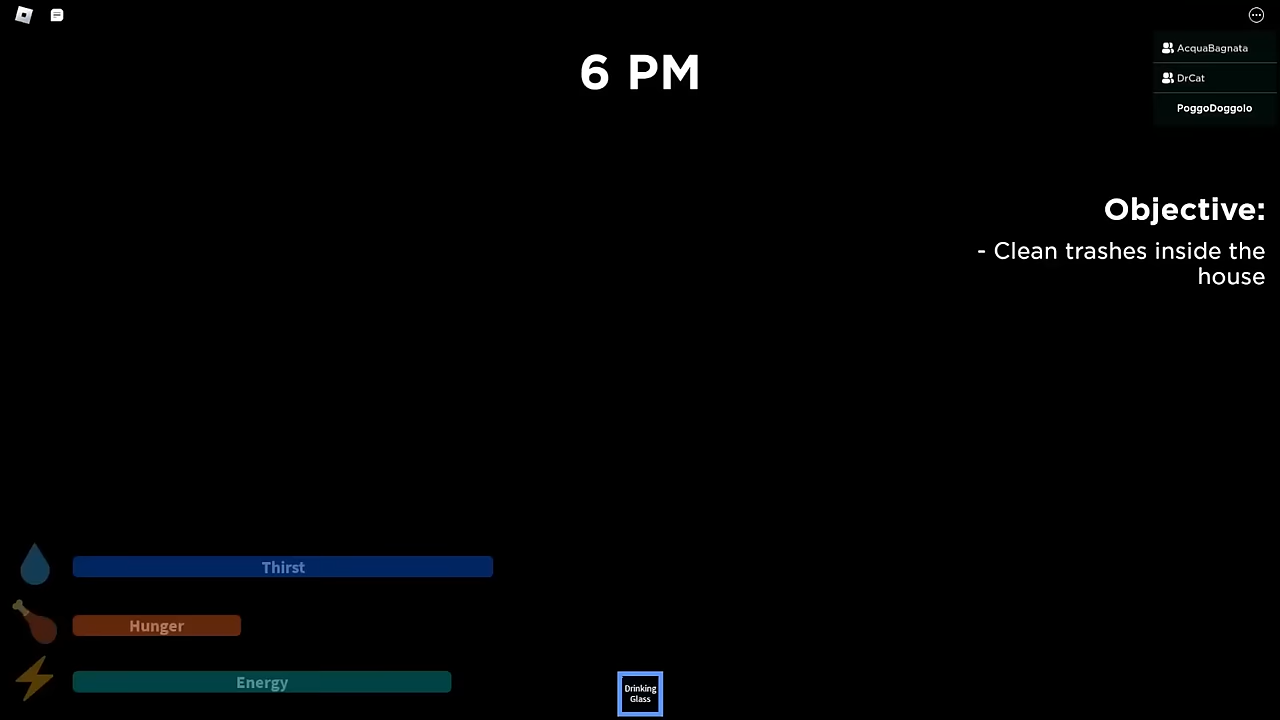 6 PM
AcquaBagnata
DrCat
PoggoDoggolo
Objective:
- Clean trashes inside the
house
Thirst
Hunger
Energy
Drinking
Glass